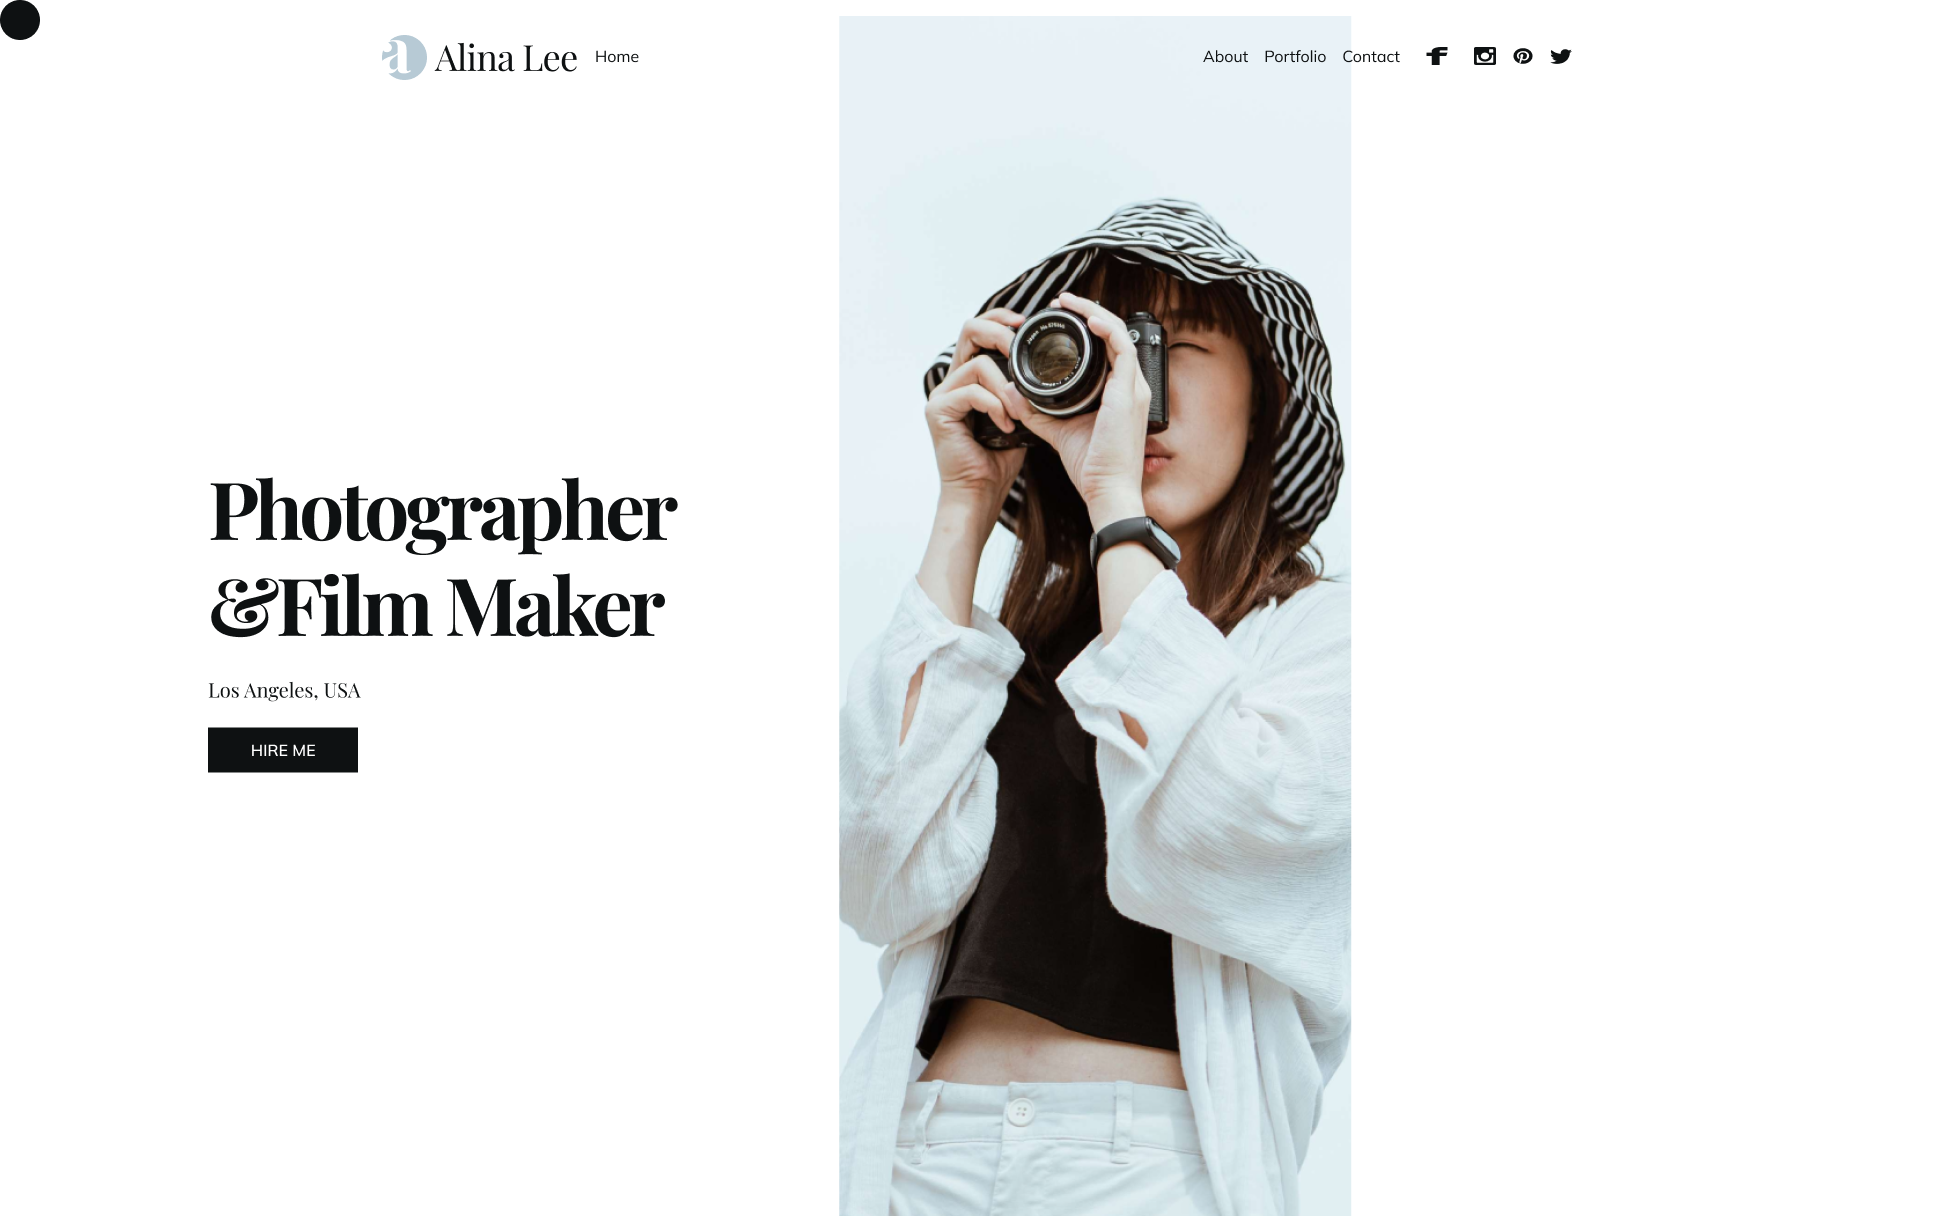 a Alina Lee Home About Portfolio Contact
Photographer
&Film Maker
Los Angeles, USA
HIRE ME